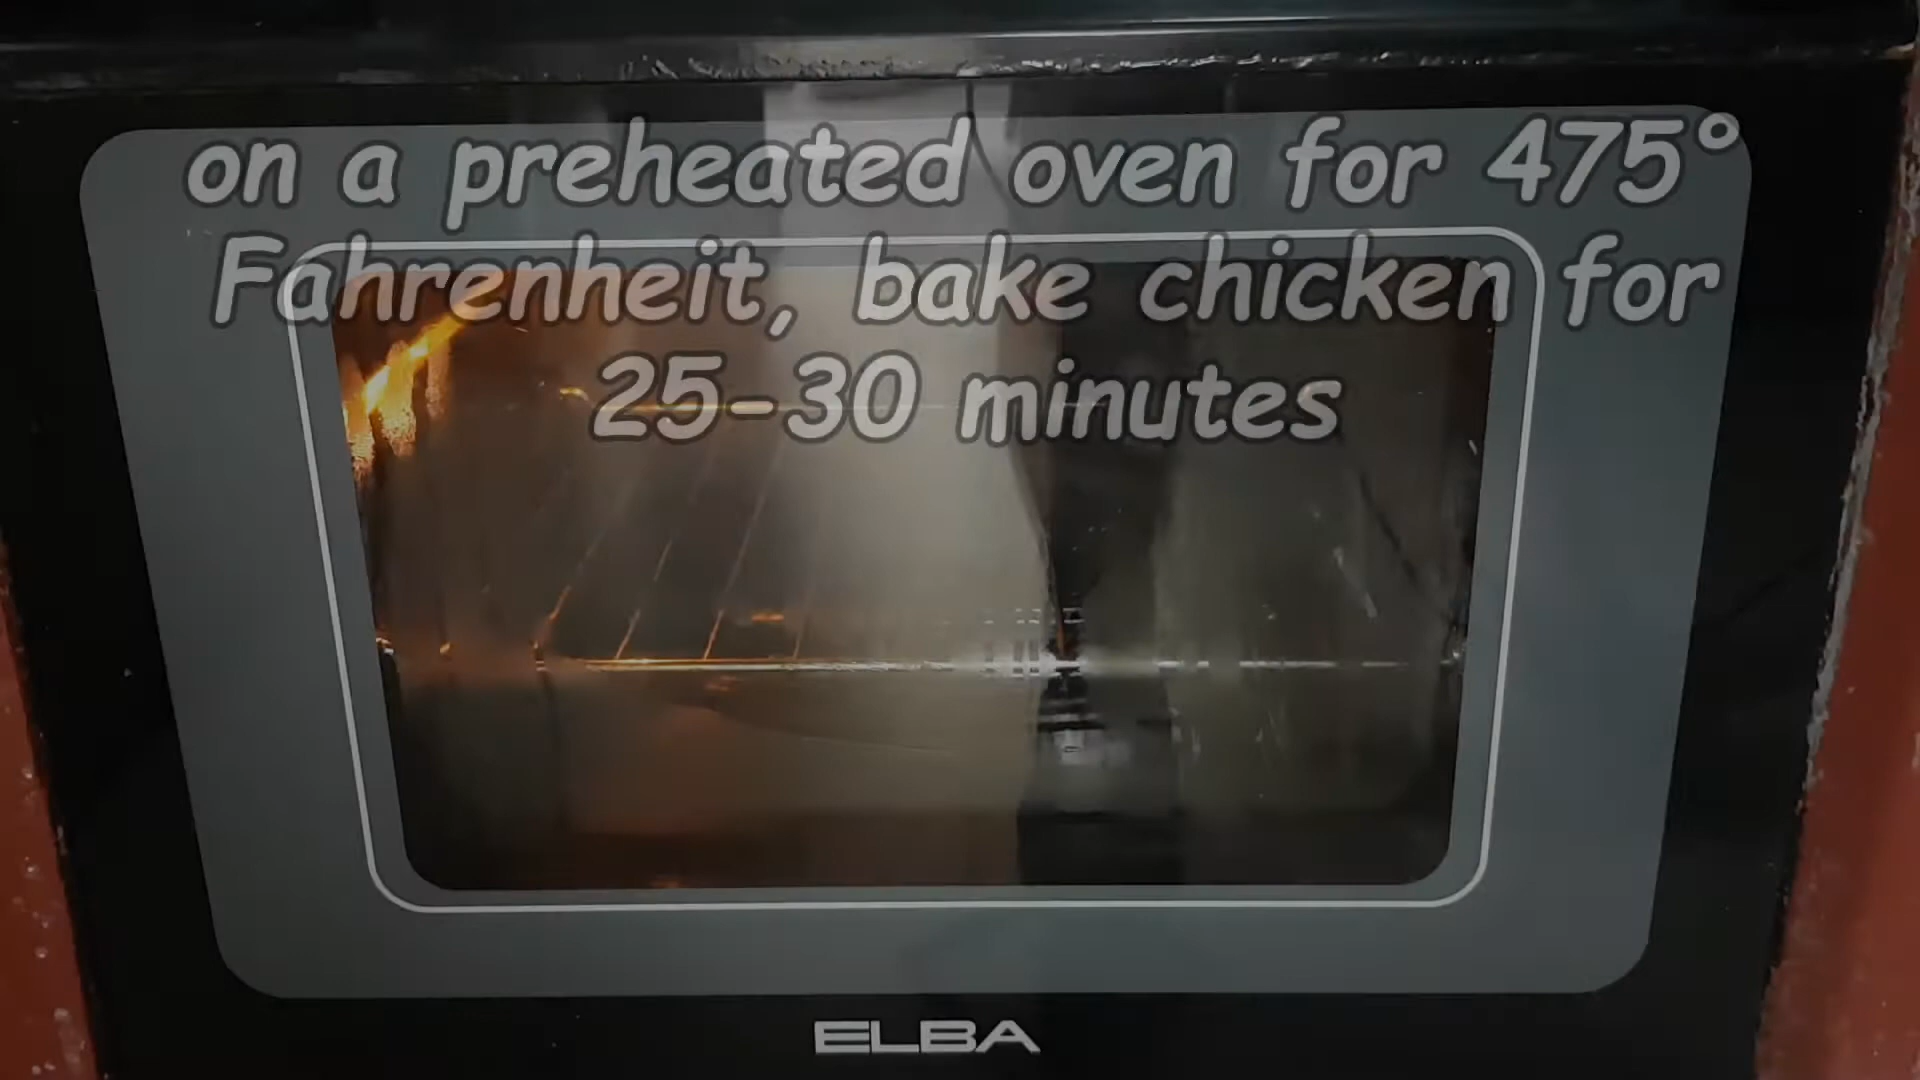 on a preheated oven for 475°
Fahrenheit, bake chicken for
25-30 minutes
ELBA